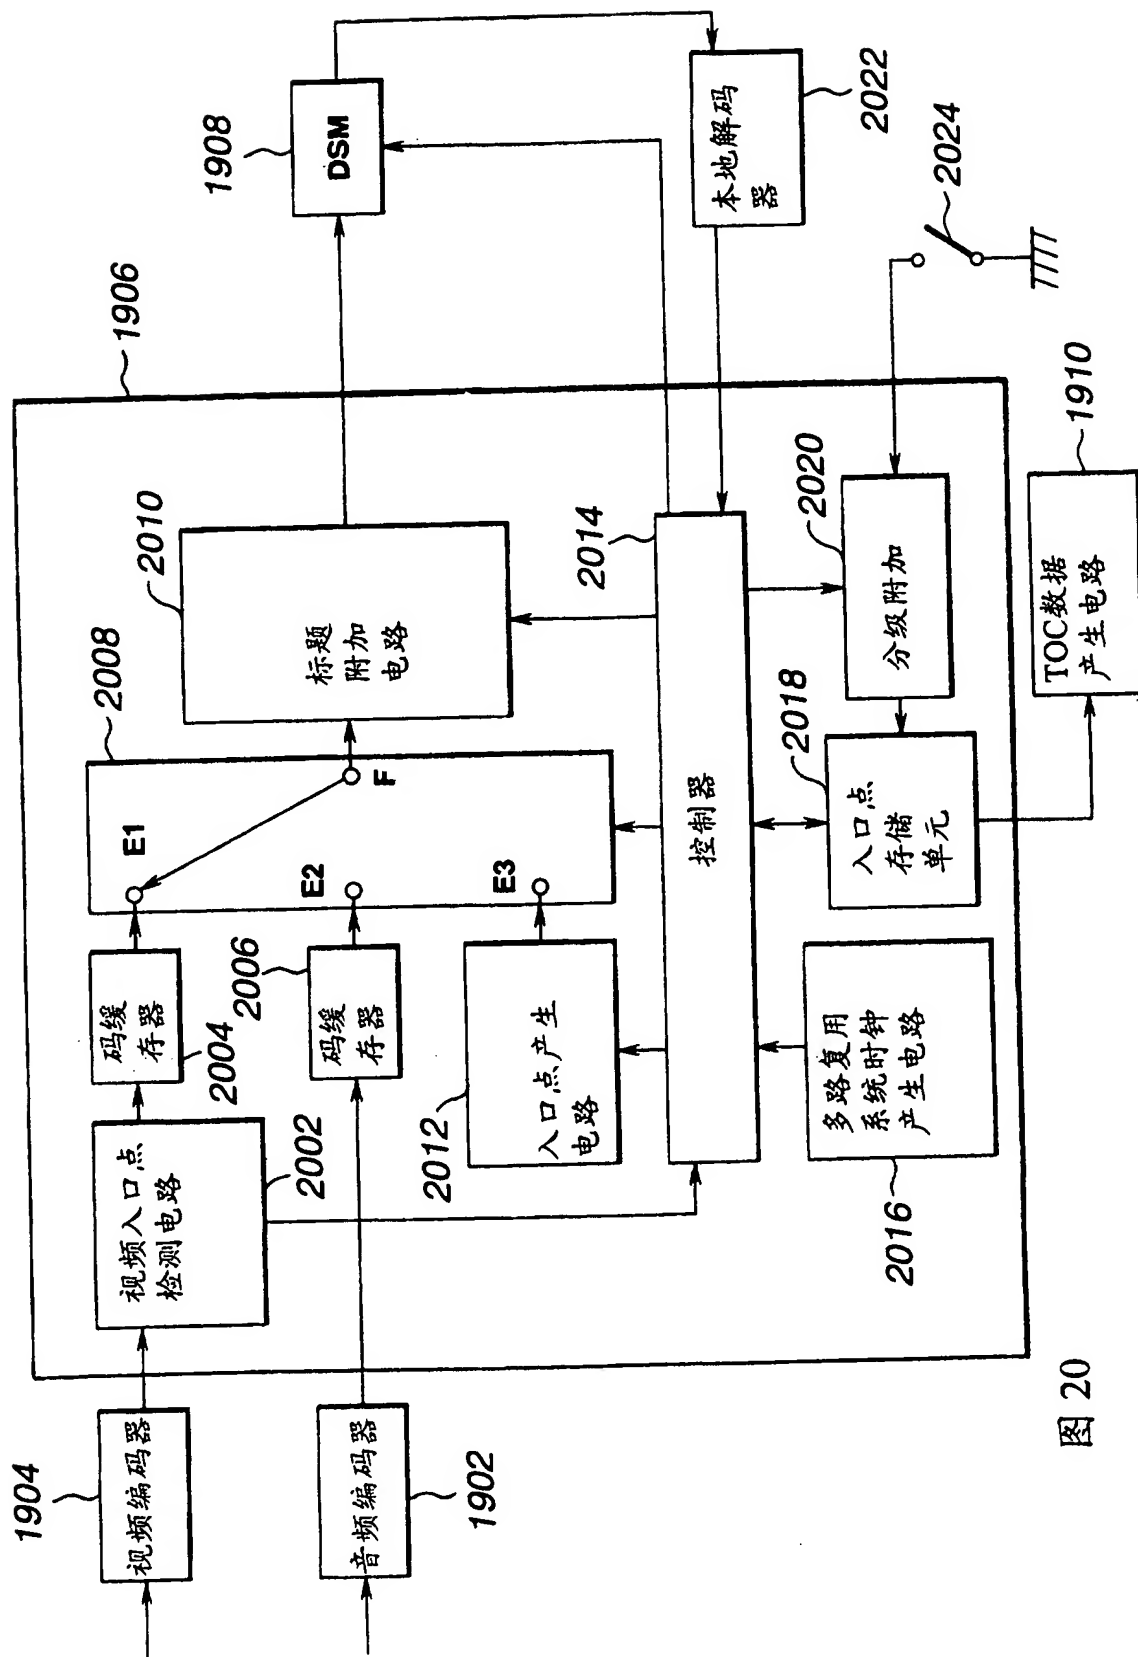 1904
视频编码器
音频编码器
1902
视频入口点
检测电路
2002
码缓
存器
2004
码缓
存器
2006
E1
E2
E3
F
2008
标题
附加
电路
2010
1906
DSM
1908
入口点产生
电路
2012
控制器
2014
本地解码
器
2022
多路复用
系统时钟
产生电路
2016
入口点
存储
单元
2018
分级附加
2020
2024
TOC数据
产生电路
1910
图 20